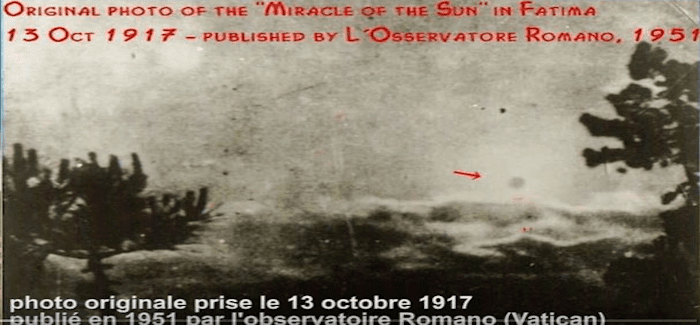 Original photo of the "Miracle of the Sun" in Fatima
13 Oct 1917 – published by L´Osservatore Romano, 1951
photo originale prise le 13 octobre 1917
publié en 1951 par l'observatoire Romano (Vatican)